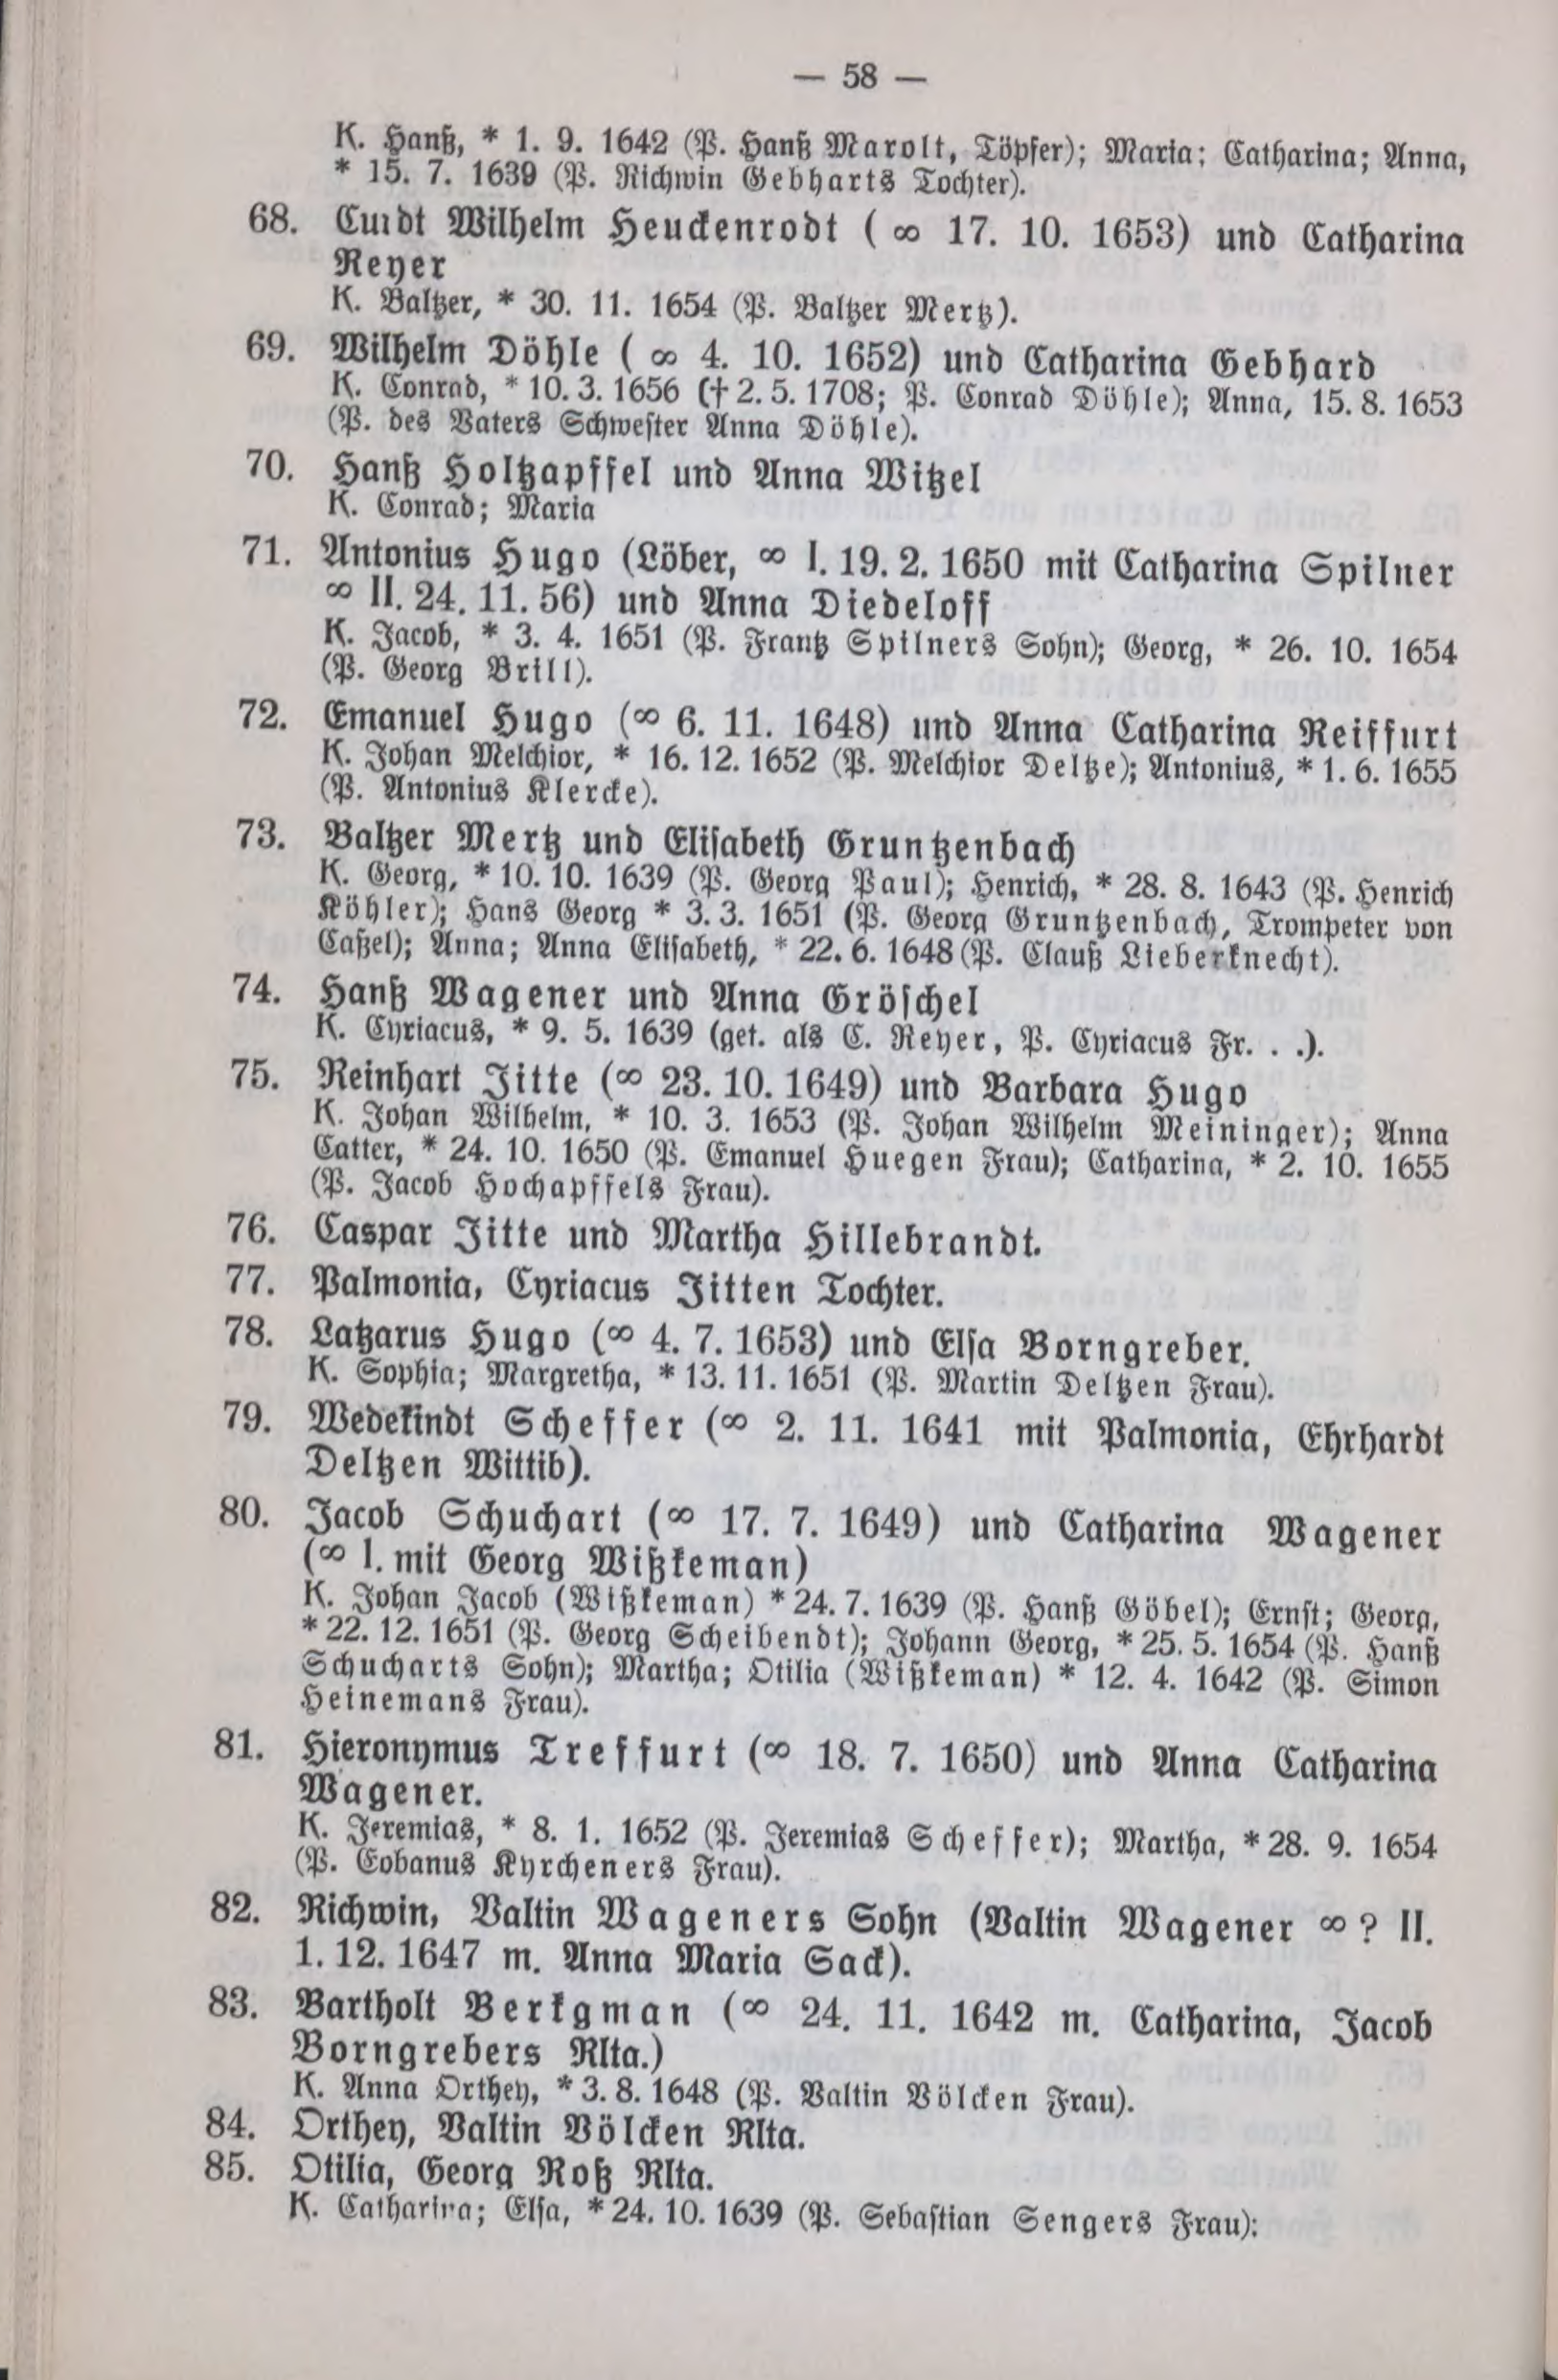 — 58 —
K. Hanß, * 1. 9. 1642 (P. Hanß Marolt, Töpfer); Maria; Catharina; Anna,
* 15. 7. 1639 (P. Richwin Gebharts Tochter).
68. Curdt Wilhelm Heuckenrodt ( ∞ 17. 10. 1653) und Catharina
Reyer
K. Baltzer, * 30. 11. 1654 (P. Baltzer Mertz).
69. Wilhelm Döhle ( ∞ 4. 10. 1652) und Catharina Gebhard
K. Conrad, * 10. 3. 1656 († 2. 5. 1708; P. Conrad Döhle); Anna, 15. 8. 1653
(P. des Vaters Schwester Anna Döhle).
70. Hanß Holtzapffel und Anna Witzel
K. Conrad; Maria
71. Antonius Hugo (Löber, ∞ I. 19. 2. 1650 mit Catharina Spilner
∞ II. 24. 11. 56) und Anna Diedeloff
K. Jacob, * 3. 4. 1651 (P. Frantz Spilners Sohn); Georg, * 26. 10. 1654
(P. Georg Brill).
72. Emanuel Hugo (∞ 6. 11. 1648) und Anna Catharina Reiffurt
K. Johan Melchior, * 16. 12. 1652 (P. Melchior Deltze); Antonius, * 1. 6. 1655
(P. Antonius Klercke).
73. Baltzer Mertz und Elisabeth Gruntzenbach
K. Georg, * 10. 10. 1639 (P. Georg Paul); Henrich, * 28. 8. 1643 (P. Henrich
Köhler); Hans Georg * 3. 3. 1651 (P. Georg Gruntzenbach, Trompeter von
Caßel); Anna; Anna Elisabeth, * 22. 6. 1648 (P. Clauß Lieberknecht).
74. Hanß Wagener und Anna Gröschel
K. Cyriacus, * 9. 5. 1639 (get. als C. Reyer, P. Cyriacus Fr. . .).
75. Reinhart Jitte (∞ 23. 10. 1649) und Barbara Hugo
K. Johan Wilhelm, * 10. 3. 1653 (P. Johan Wilhelm Meininger); Anna
Catter, * 24. 10. 1650 (P. Emanuel Huegen Frau); Catharina, * 2. 10. 1655
(P. Jacob Hochapffels Frau).
76. Caspar Jitte und Martha Hillebrandt.
77. Palmonia, Cyriacus Jitten Tochter.
78. Latzarus Hugo (∞ 4. 7. 1653) und Elsa Borngreber.
K. Sophia; Margretha, * 13. 11. 1651 (P. Martin Deltzen Frau).
79. Wedekindt Scheffer (∞ 2. 11. 1641 mit Palmonia, Ehrhardt
Deltzen Wittib).
80. Jacob Schuchart (∞ 17. 7. 1649) und Catharina Wagener
(∞ I. mit Georg Wißkeman)
K. Johan Jacob (Wißkeman) * 24. 7. 1639 (P. Hanß Göbel); Ernst; Georg,
* 22. 12. 1651 (P. Georg Scheibendt); Johann Georg, * 25. 5. 1654 (P. Hanß
Schucharts Sohn); Martha; Otilia (Wißkeman) * 12. 4. 1642 (P. Simon
Heinemans Frau).
81. Hieronymus Treffurt (∞ 18. 7. 1650) und Anna Catharina
Wagener.
K. Jeremias, * 8. 1. 1652 (P. Jeremias Scheffer); Martha, * 28. 9. 1654
(P. Eobanus Kyrcheners Frau).
82. Richwin, Valtin Wageners Sohn (Valtin Wagener ∞ ? II.
1. 12. 1647 m. Anna Maria Sack).
83. Bartholt Berkgman (∞ 24. 11. 1642 m. Catharina, Jacob
Borngrebers Rlta.)
K. Anna Orthey, * 3. 8. 1648 (P. Valtin Völcken Frau).
84. Orthey, Valtin Völcken Rlta.
85. Otilia, Georg Roß Rlta.
K. Catharina; Elsa, * 24. 10. 1639 (P. Sebastian Sengers Frau):